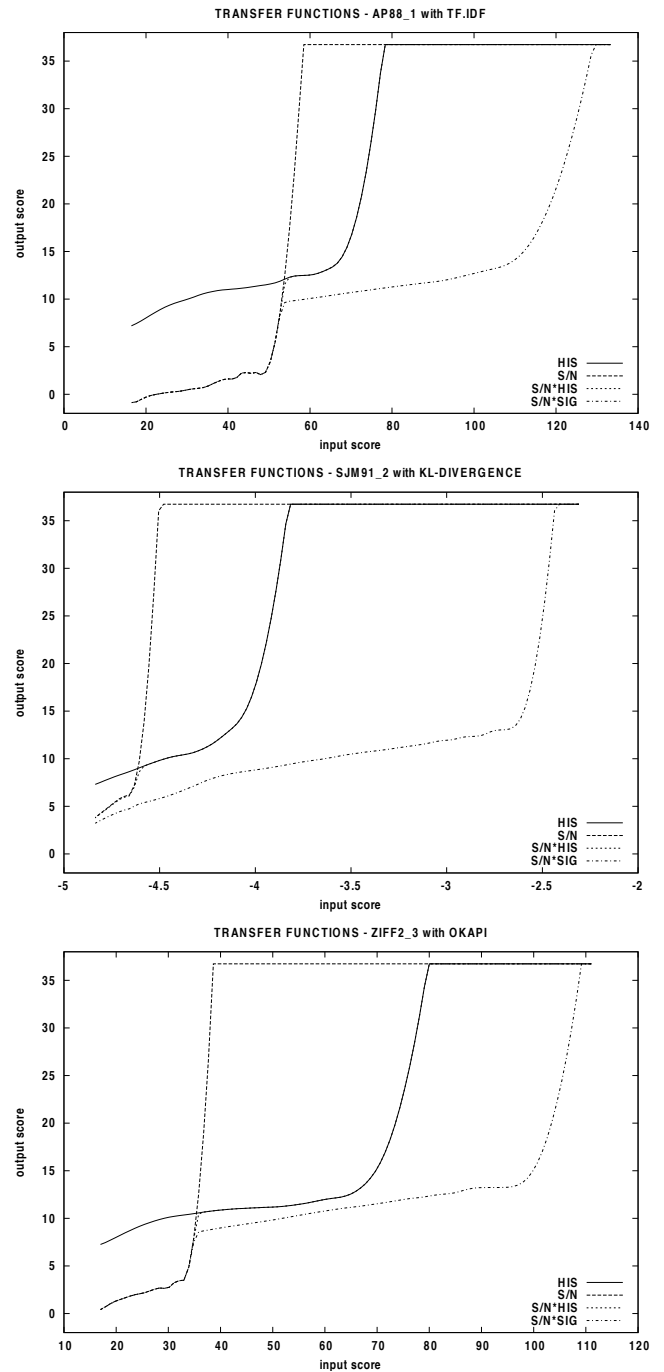 TRANSFER FUNCTIONS - AP88_1 with TF.IDF
35
30
25
20
15
10
5
0
output score
HIS
S/N
S/N*HIS
S/N*SIG
0 20 40 60 80 100 120 140
input score
TRANSFER FUNCTIONS - SJM91_2 with KL-DIVERGENCE
35
30
25
20
15
10
5
0
output score
HIS
S/N
S/N*HIS
S/N*SIG
-5 -4.5 -4 -3.5 -3 -2.5 -2
input score
TRANSFER FUNCTIONS - ZIFF2_3 with OKAPI
35
30
25
20
15
10
5
0
output score
HIS
S/N
S/N*HIS
S/N*SIG
10 20 30 40 50 60 70 80 90 100 110 120
input score